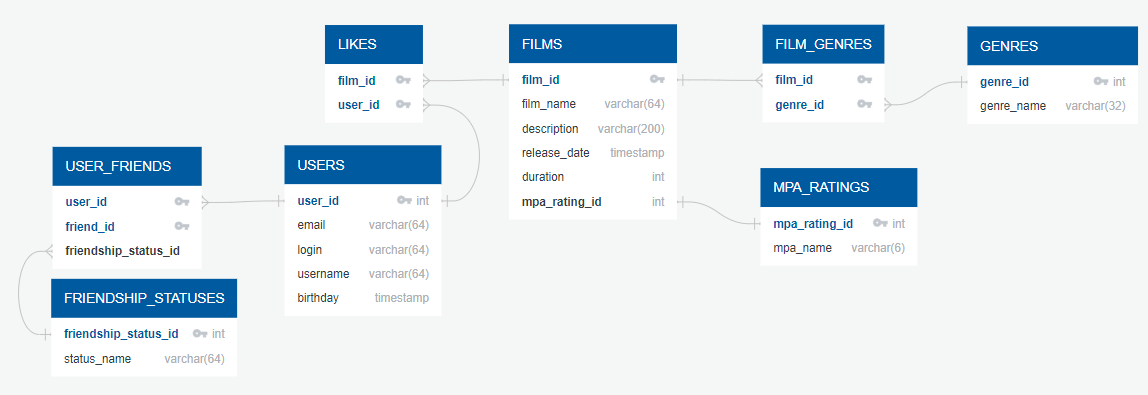 LIKES
film_id
user_id
FILMS
film_id
film_name varchar(64)
description varchar(200)
release_date timestamp
duration int
mpa_rating_id int
FILM_GENRES
film_id
genre_id
GENRES
genre_id int
genre_name varchar(32)
USER_FRIENDS
user_id
friend_id
friendship_status_id
USERS
user_id int
email varchar(64)
login varchar(64)
username varchar(64)
birthday timestamp
MPA_RATINGS
mpa_rating_id int
mpa_name varchar(6)
FRIENDSHIP_STATUSES
friendship_status_id int
status_name varchar(64)